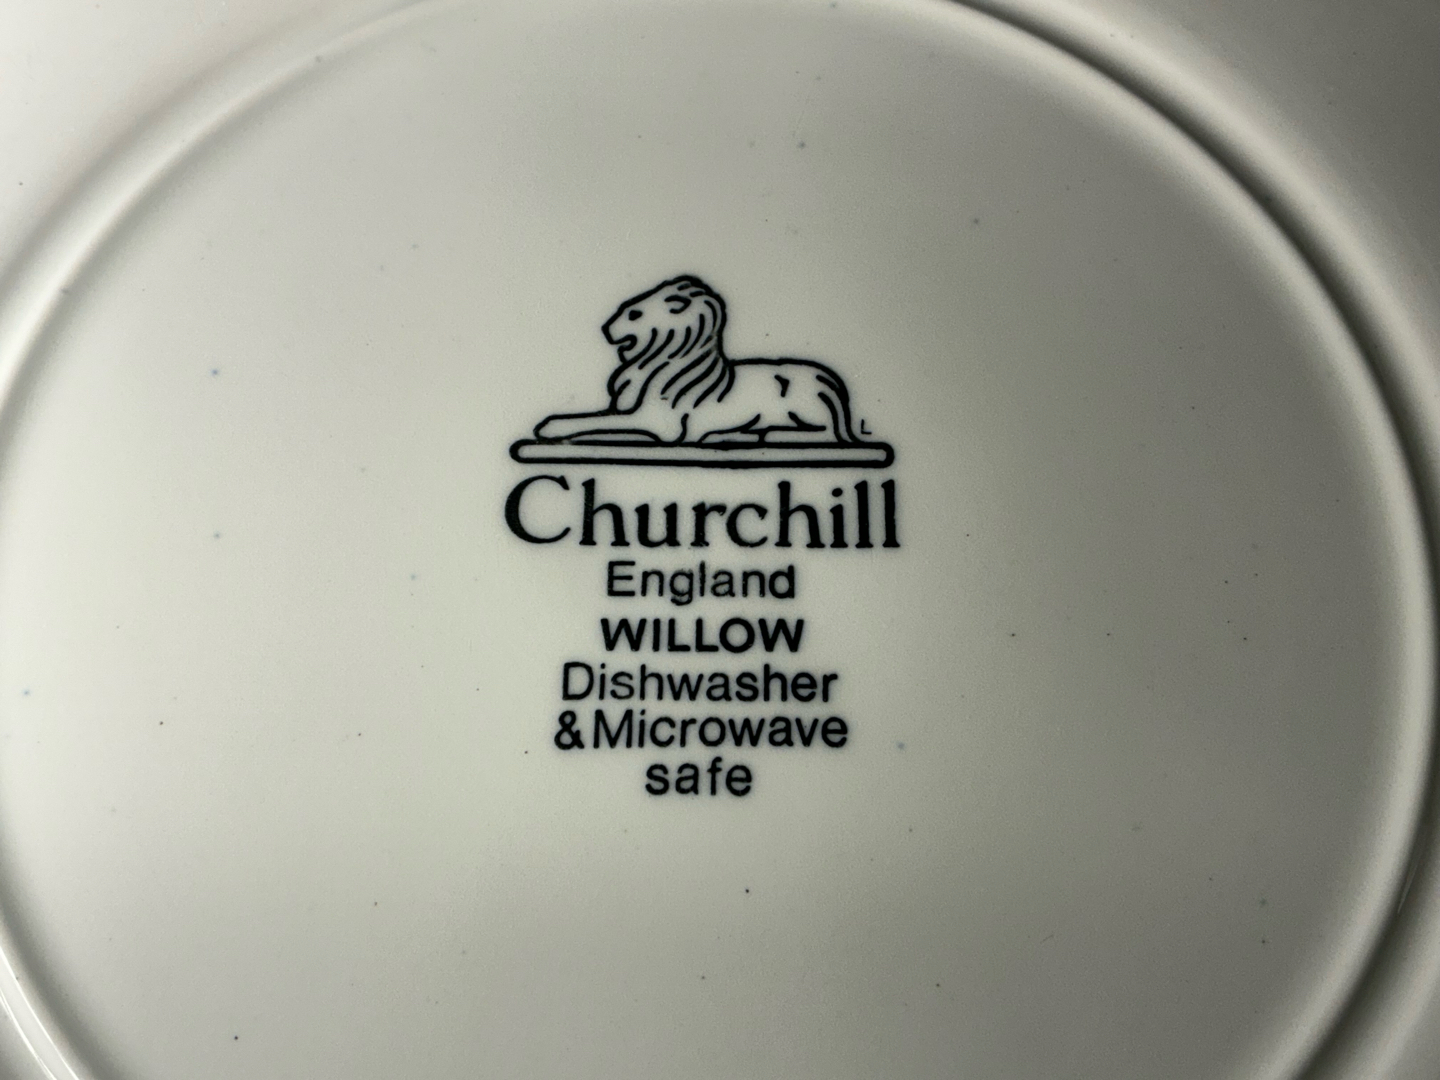 Churchill
England
WILLOW
Dishwasher
&Microwave
safe